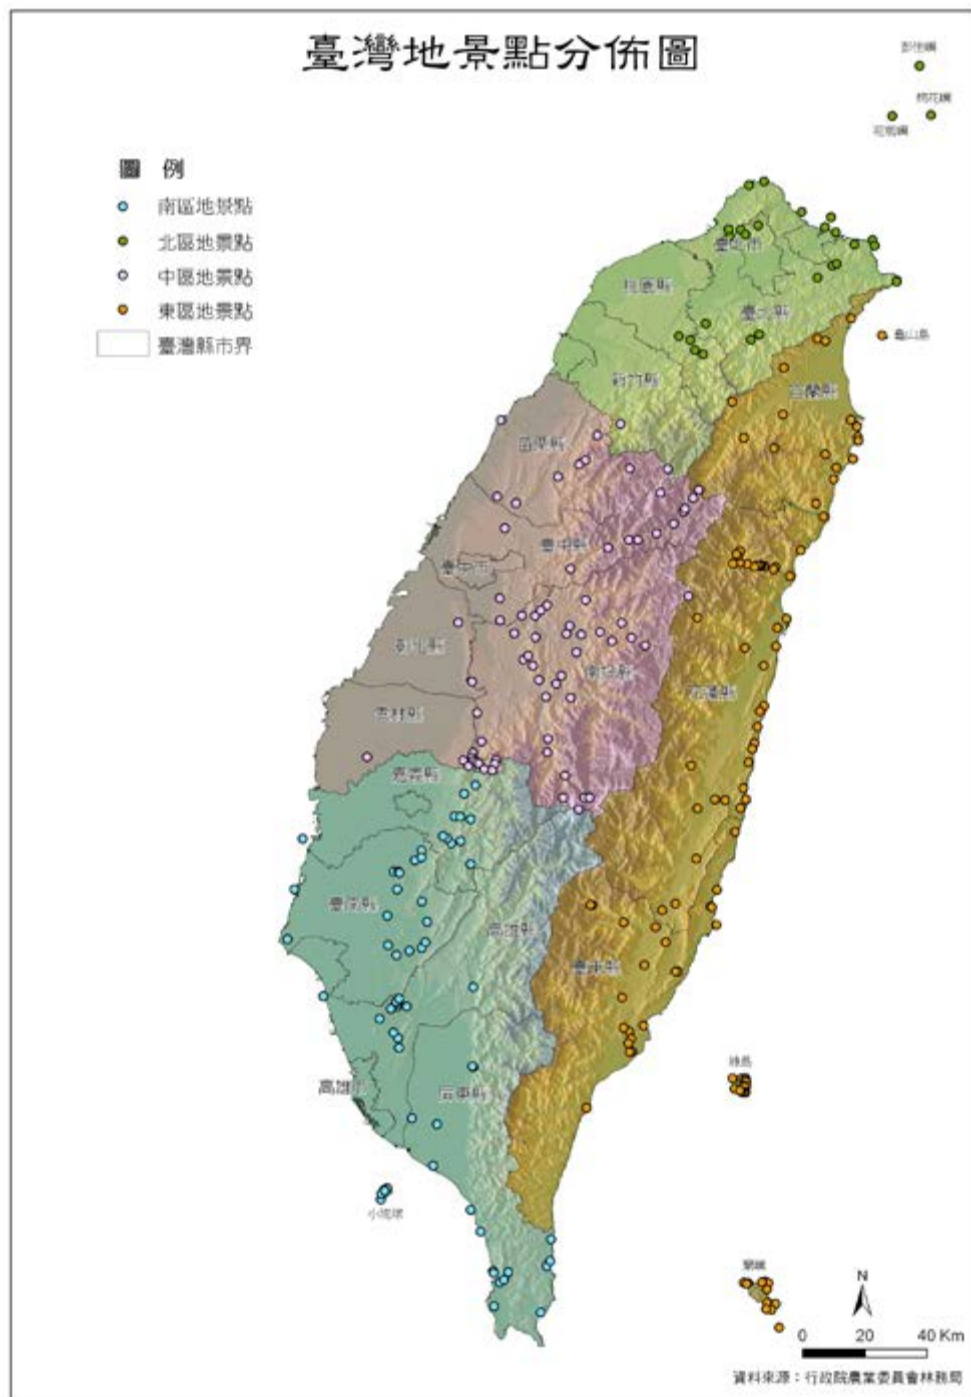 臺灣地景點分佈圖
彭佳嶼
棉花嶼
花瓶嶼
圖 例
南區地景點
北區地景點
中區地景點
東區地景點
臺灣縣市界
臺北市
桃園縣
臺北縣
龜山島
新竹縣
宜蘭縣
苗栗縣
臺中縣
臺中市
彰化縣
南投縣
花蓮縣
雲林縣
嘉義縣
臺南縣
高雄縣
臺東縣
綠島
高雄市
屏東縣
小琉球
蘭嶼
N
0 20 40 Km
資料來源：行政院農業委員會林務局